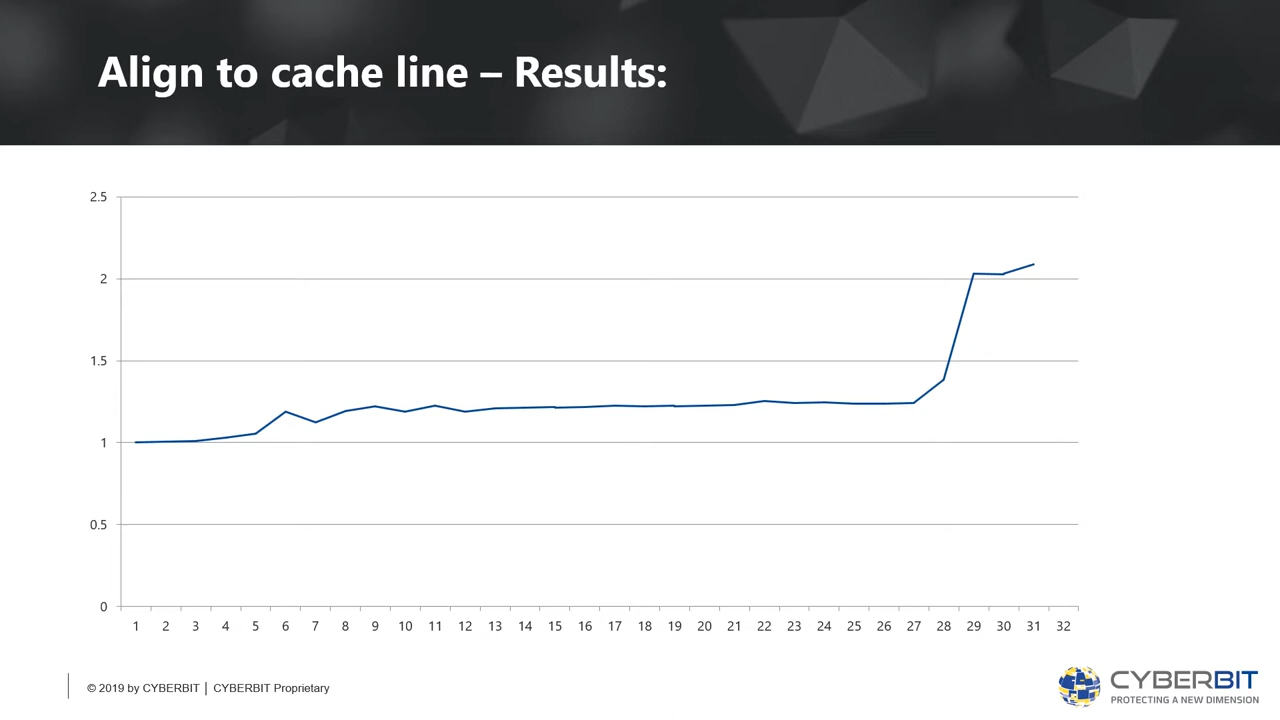 Align to cache line – Results:
2.5
2
1.5
1
0.5
0
1 2 3 4 5 6 7 8 9 10 11 12 13 14 15 16 17 18 19 20 21 22 23 24 25 26 27 28 29 30 31 32
© 2019 by CYBERBIT | CYBERBIT Proprietary
CYBERBIT
PROTECTING A NEW DIMENSION